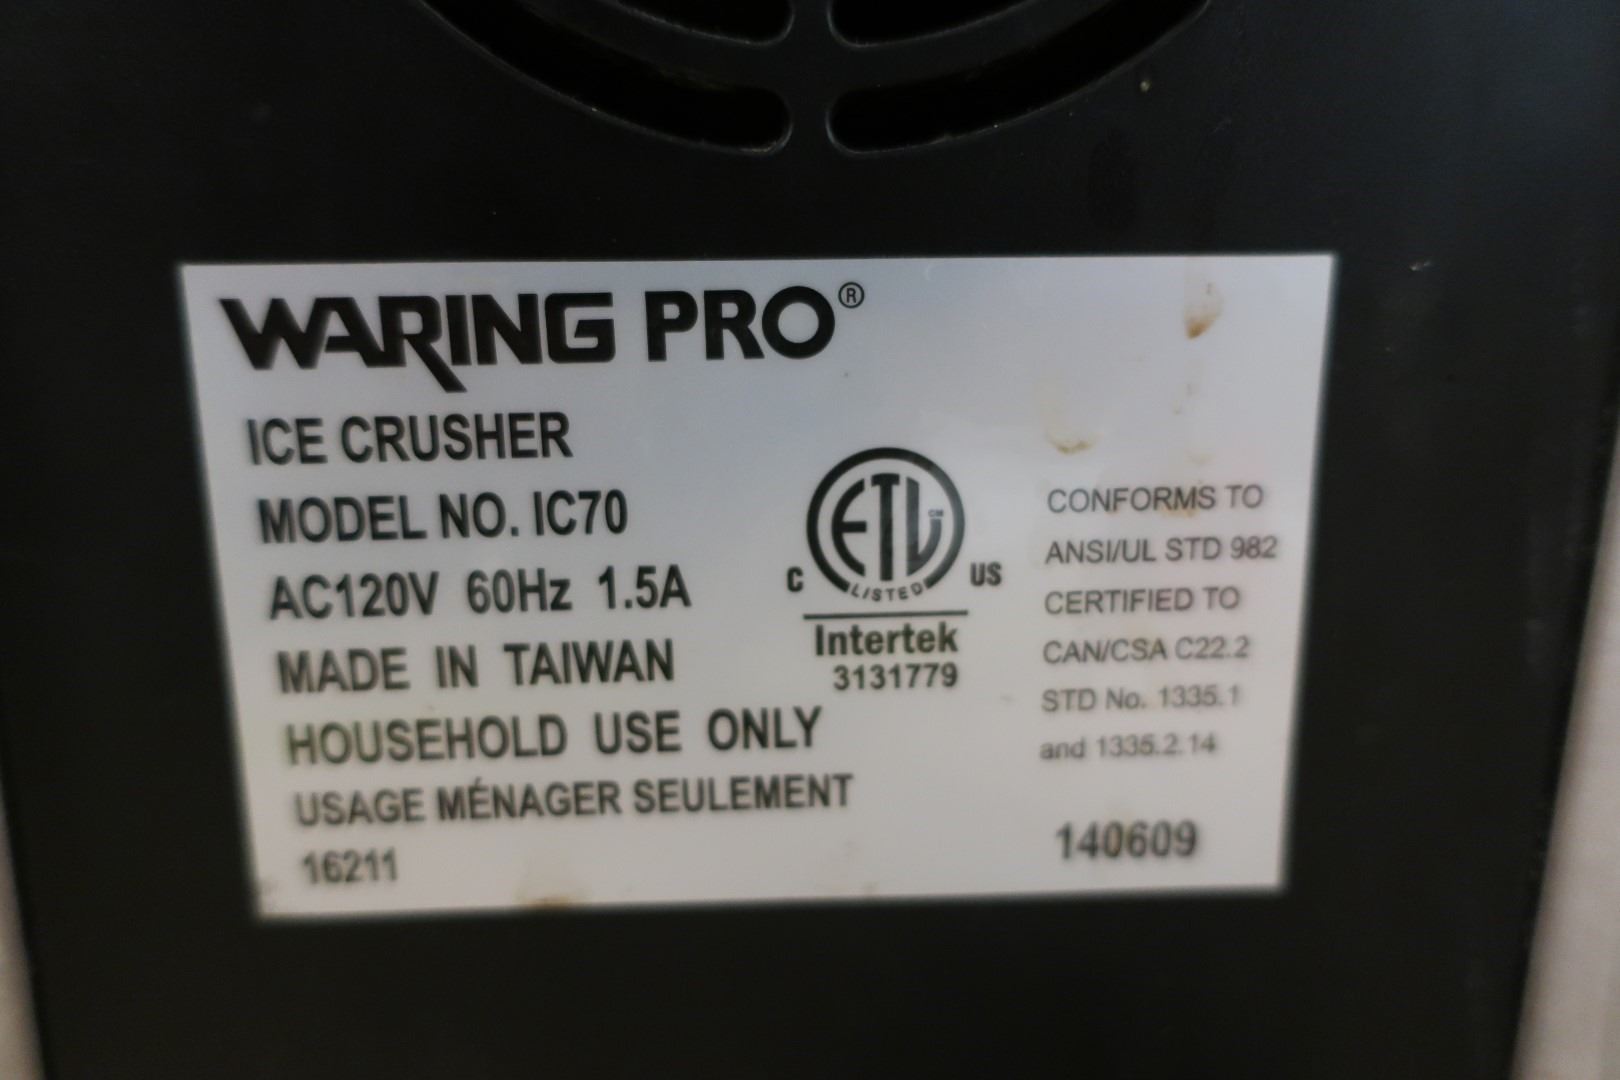 WARING PRO®
ICE CRUSHER
MODEL NO. IC70
AC120V 60Hz 1.5A
MADE IN TAIWAN
HOUSEHOLD USE ONLY
USAGE MÉNAGER SEULEMENT
16211
ETL CM
LISTED
C US
Intertek
3131779
CONFORMS TO
ANSI/UL STD 982
CERTIFIED TO
CAN/CSA C22.2
STD No. 1335.1
and 1335.2.14
140609